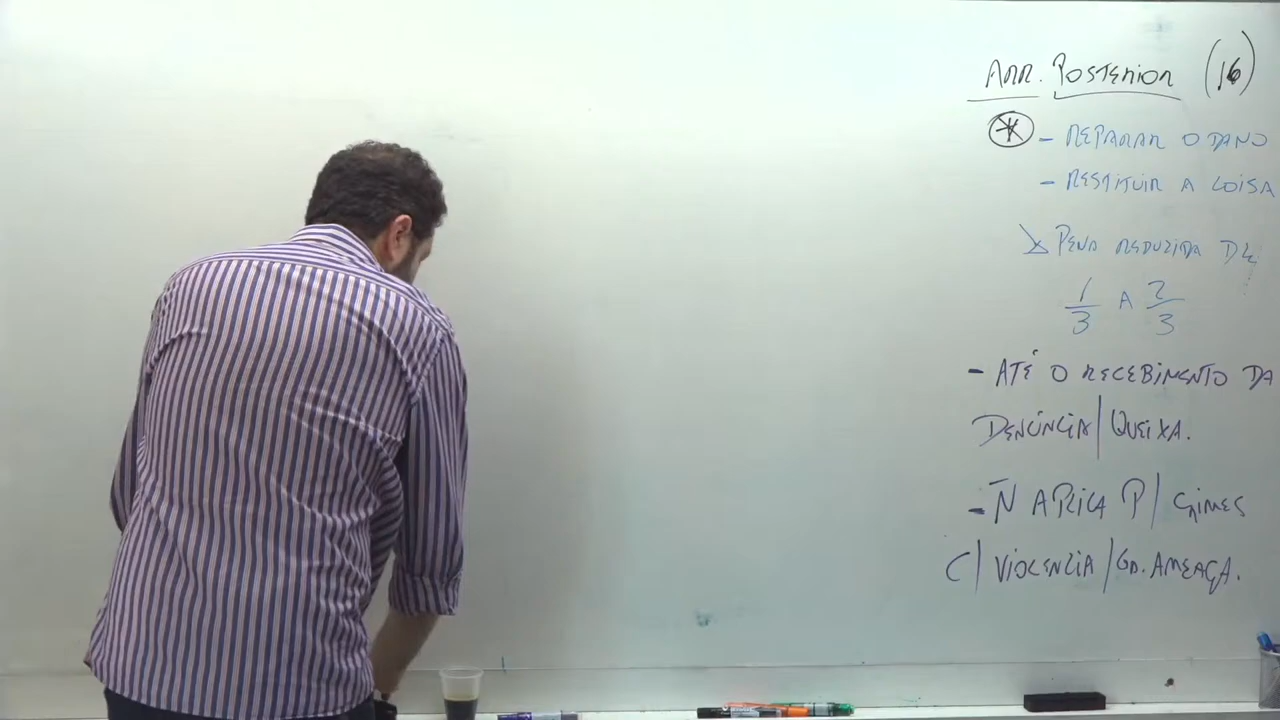 ARR. POSTERIOR (16)
* - REPARAR O DANO
- RESTITUIR A COISA
↘ PENA REDUZIDA DE
1/3 A 2/3
- ATÉ O RECEBIMENTO DA
DENÚNCIA/QUEIXA.
- Ñ APLICA P/ CRIMES
C/ VIOLENCIA/GR. AMEAÇA.